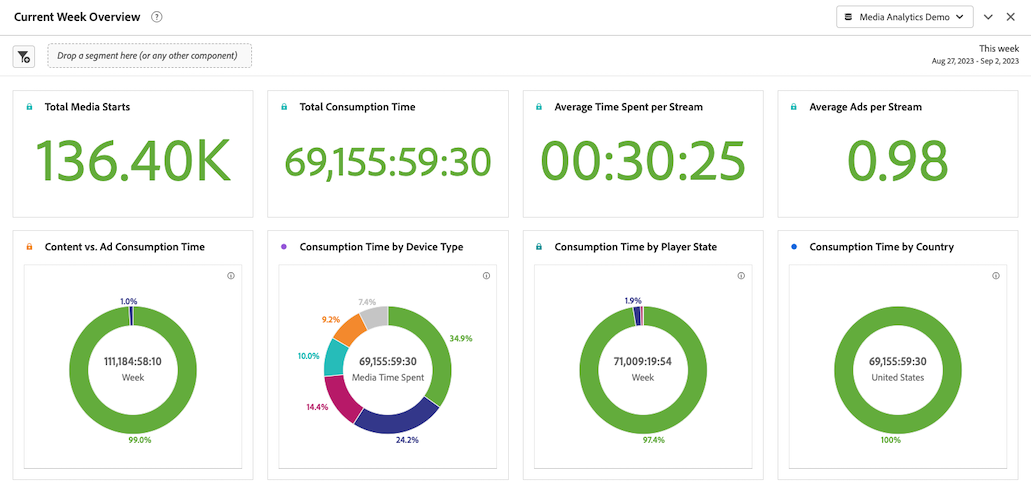 Current Week Overview
Media Analytics Demo
Drop a segment here (or any other component)
This week
Aug 27, 2023 - Sep 2, 2023
Total Media Starts
136.40K
Total Consumption Time
69,155:59:30
Average Time Spent per Stream
00:30:25
Average Ads per Stream
0.98
Content vs. Ad Consumption Time
1.0%
111,184:58:10
Week
99.0%
Consumption Time by Device Type
7.4%
9.2%
34.9%
10.0%
69,155:59:30
Media Time Spent
14.4%
24.2%
Consumption Time by Player State
1.9%
71,009:19:54
Week
97.4%
Consumption Time by Country
69,155:59:30
United States
100%